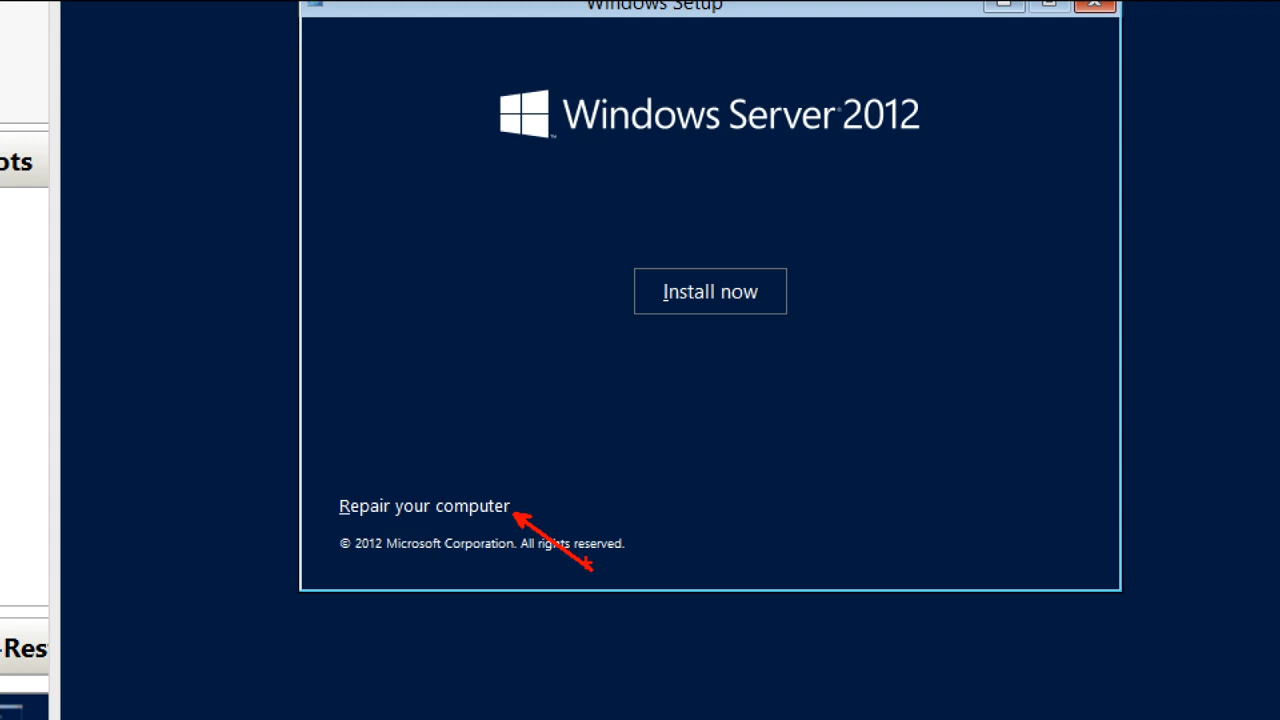 Windows Setup
ots
Windows Server 2012
Install now
Repair your computer
© 2012 Microsoft Corporation. All rights reserved.
-Res